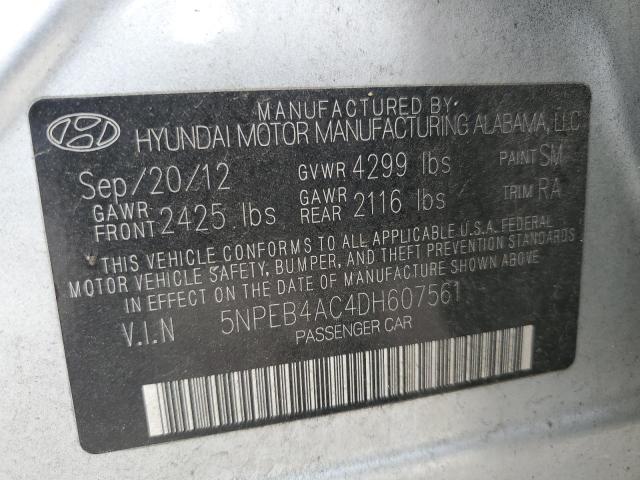 MANUFACTURED BY:
HYUNDAI MOTOR MANUFACTURING ALABAMA, LLC
Sep/20/12 GVWR 4299 lbs PAINT SM
GAWR FRONT 2425 lbs GAWR REAR 2116 lbs TRIM RA
THIS VEHICLE CONFORMS TO ALL APPLICABLE U.S.A. FEDERAL
MOTOR VEHICLE SAFETY, BUMPER, AND THEFT PREVENTION STANDARDS
IN EFFECT ON THE DATE OF MANUFACTURE SHOWN ABOVE.
V.I.N 5NPEB4AC4DH607561
PASSENGER CAR